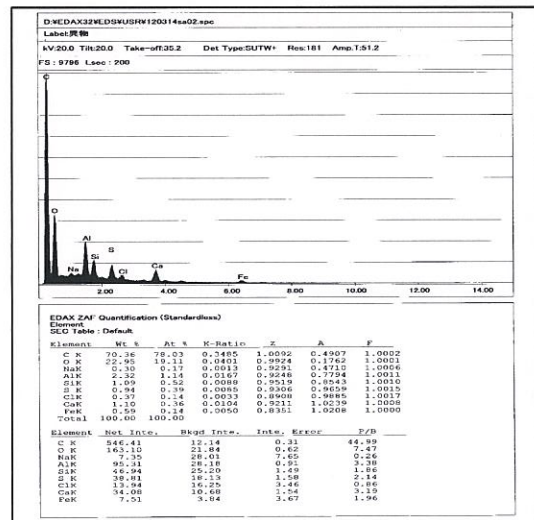 D:¥EDAX32¥EDS¥USR¥120314sa02.spc
Label:異物
kV:20.0 Tilt:20.0 Take-off:35.2 Det Type:SUTW+ Res:181 Amp.T:51.2
FS : 9796 Lsec : 200
C
O
Na
Al
Si
S
Cl
Ca
Fe
2.00 4.00 6.00 8.00 10.00 12.00 14.00
EDAX ZAF Quantification (Standardless)
Element
SEC Table : Default
Element Wt % At % K-Ratio Z A F
C K 70.36 78.03 0.3485 1.0092 0.4907 1.0002
O K 22.95 19.11 0.0401 0.9924 0.1762 1.0001
NaK 0.30 0.17 0.0013 0.9291 0.4710 1.0006
AlK 2.32 1.14 0.0167 0.9248 0.7794 1.0011
SiK 1.09 0.52 0.0088 0.9519 0.8543 1.0010
S K 0.94 0.39 0.0085 0.9306 0.9659 1.0015
ClK 0.37 0.14 0.0033 0.8908 0.9885 1.0017
CaK 1.10 0.36 0.0104 0.9211 1.0239 1.0008
FeK 0.59 0.14 0.0050 0.8351 1.0208 1.0000
Total 100.00 100.00
Element Net Inte. Bkgd Inte. Inte. Error P/B
C K 546.41 12.14 0.31 44.99
O K 163.10 21.84 0.62 7.47
NaK 7.35 28.01 7.65 0.26
AlK 95.31 28.18 0.91 3.38
SiK 46.94 25.20 1.49 1.86
S K 38.81 18.13 1.58 2.14
ClK 13.94 16.25 3.46 0.86
CaK 34.08 10.68 1.54 3.19
FeK 7.51 3.84 3.67 1.96